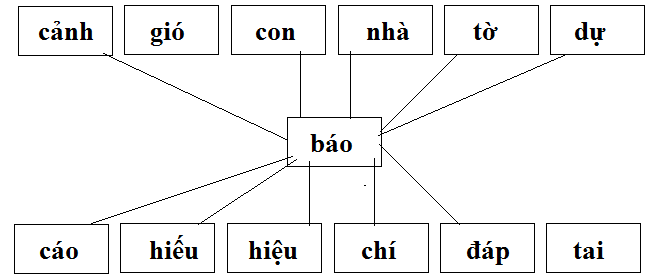 cảnh gió con nhà tờ dự
báo
cáo hiếu hiệu chí đáp tai